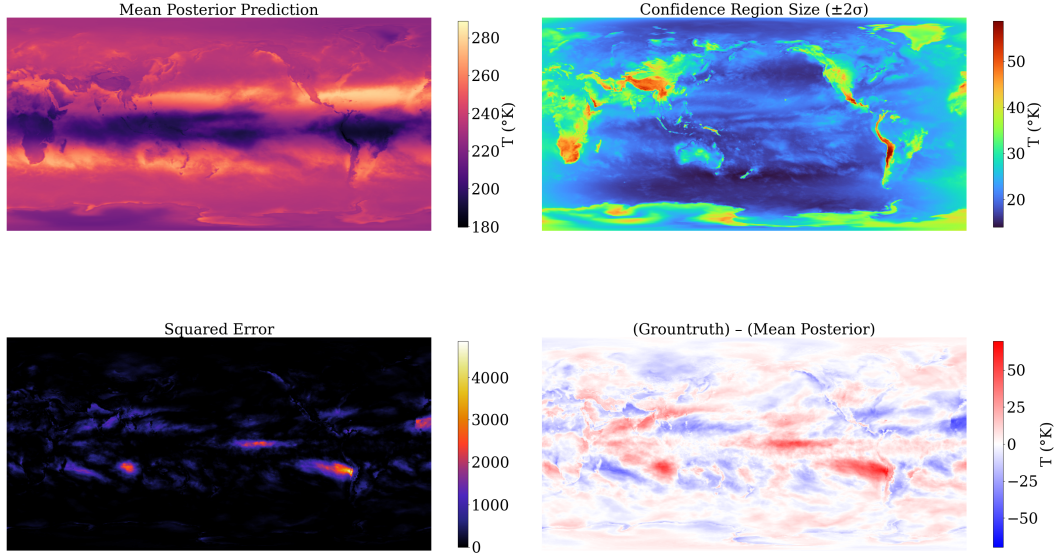 Mean Posterior Prediction
280
260
240
220
200
180
T (°K)
Confidence Region Size (±2σ)
50
40
30
20
T (°K)
Squared Error
4000
3000
2000
1000
0
(Grountruth) – (Mean Posterior)
50
25
0
−25
−50
T (°K)